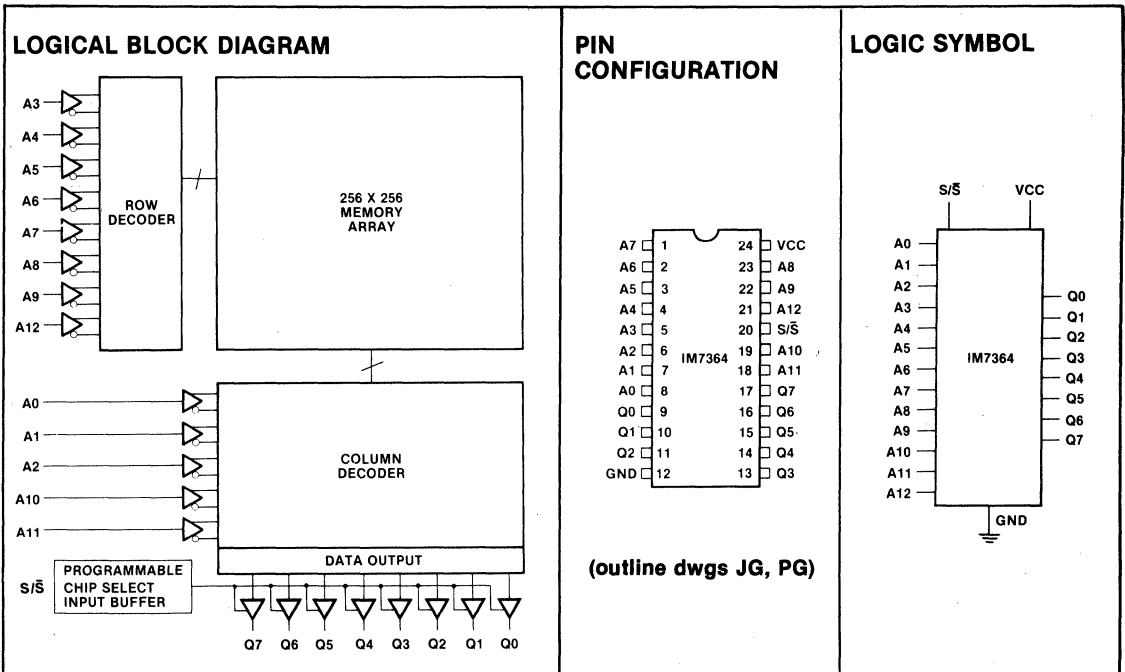 LOGICAL BLOCK DIAGRAM
A3
A4
A5
A6
A7
A8
A9
A12
ROW
DECODER
256 X 256
MEMORY
ARRAY
A0
A1
A2
A10
A11
COLUMN
DECODER
DATA OUTPUT
S/S̅
PROGRAMMABLE
CHIP SELECT
INPUT BUFFER
Q7 Q6 Q5 Q4 Q3 Q2 Q1 Q0
PIN
CONFIGURATION
A7 1 24 VCC
A6 2 23 A8
A5 3 22 A9
A4 4 21 A12
A3 5 20 S/S̅
A2 6 19 A10
IM7364
A1 7 18 A11
A0 8 17 Q7
Q0 9 16 Q6
Q1 10 15 Q5
Q2 11 14 Q4
GND 12 13 Q3
(outline dwgs JG, PG)
LOGIC SYMBOL
S/S̅ VCC
A0
A1
A2
A3
A4
A5
A6
A7
A8
A9
A10
A11
A12
IM7364
Q0
Q1
Q2
Q3
Q4
Q5
Q6
Q7
GND